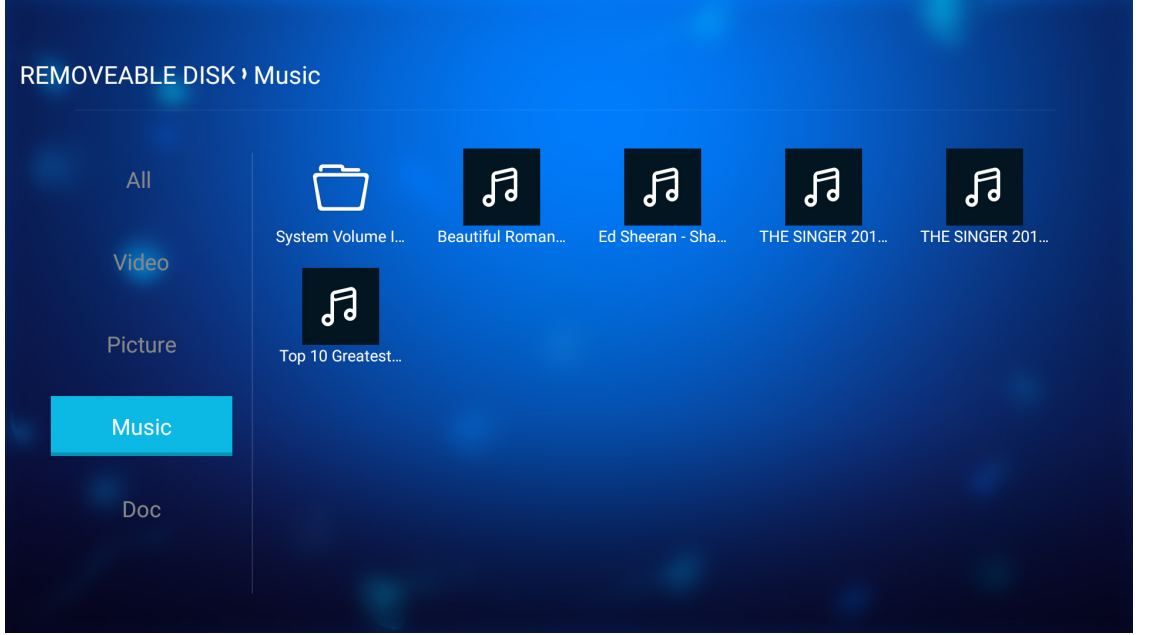 REMOVEABLE DISK Music
All
Video
Picture
Music
Doc
System Volume I...
Beautiful Roman...
Ed Sheeran - Sha...
THE SINGER 201...
THE SINGER 201...
Top 10 Greatest...